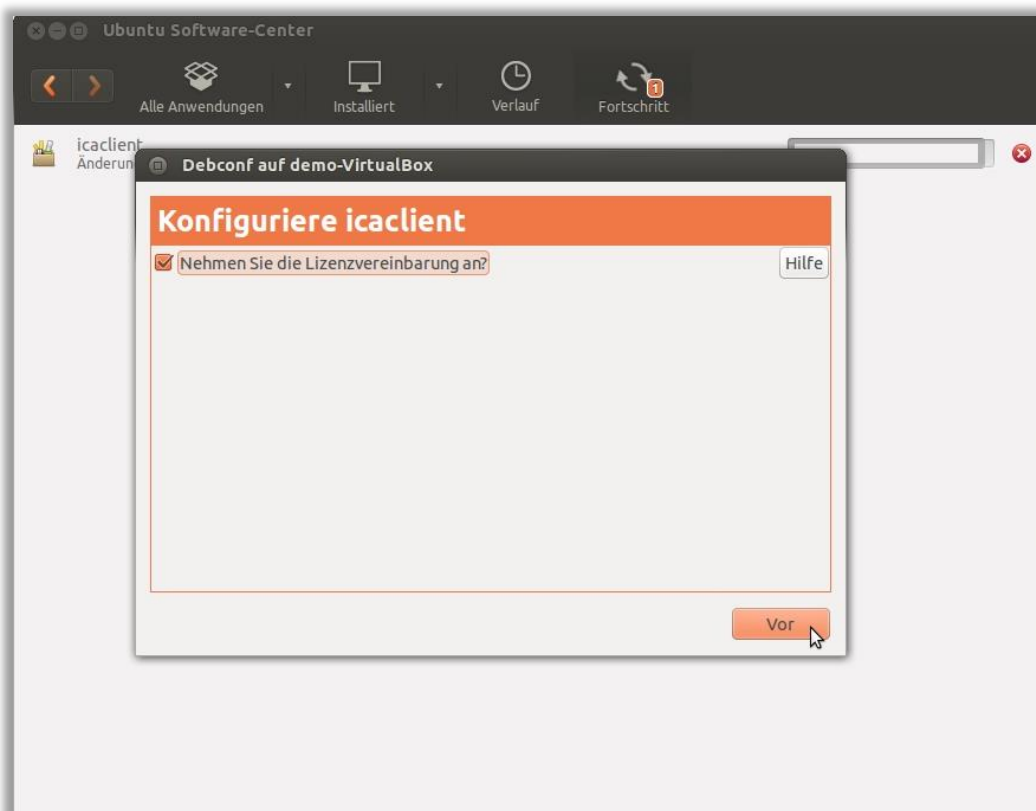 Ubuntu Software-Center
Alle Anwendungen
Installiert
Verlauf
1
Fortschritt
icaclient
Änderun
Debconf auf demo-VirtualBox
Konfiguriere icaclient
Nehmen Sie die Lizenzvereinbarung an?
Hilfe
Vor